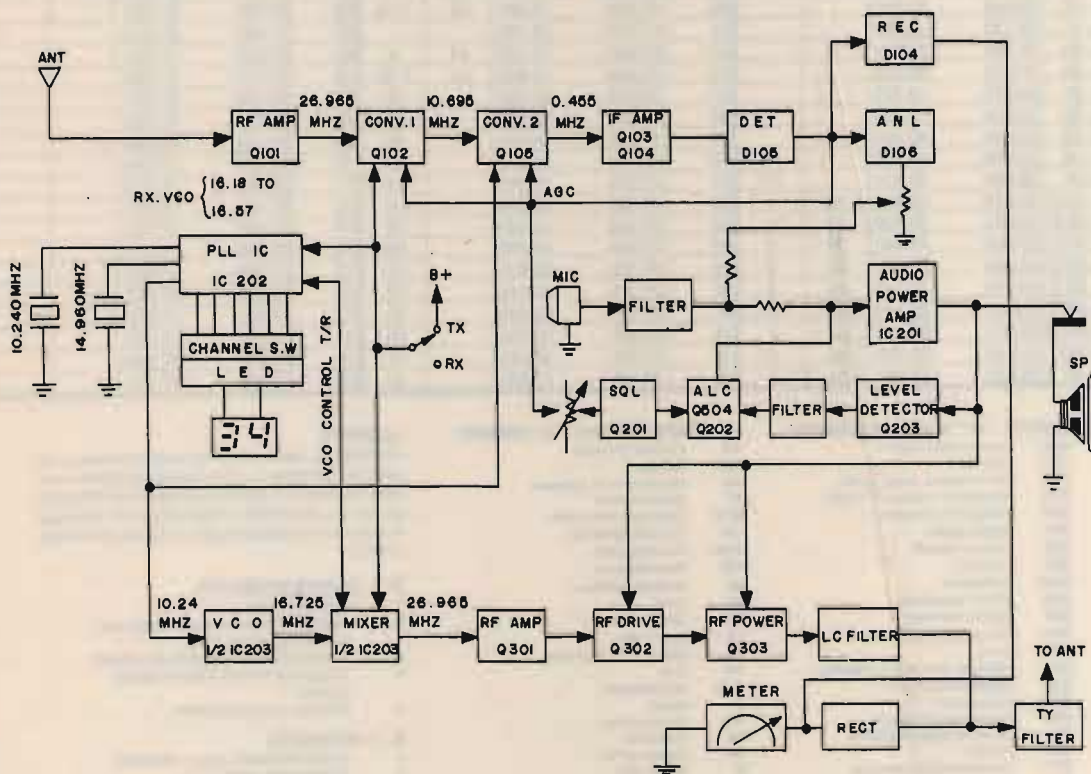 ANT
RF AMP
Q101
26.965
MHZ
CONV.1
Q102
10.695
MHZ
CONV.2
Q105
0.455
MHZ
IF AMP
Q103
Q104
DET
D105
REC
D104
ANL
D106
AGC
RX.VCO
16.18 TO
16.57
PLL IC
IC 202
CHANNEL S.W
LED
34
10.240MHZ
14.960MHZ
VCO CONTROL T/R
B+
TX
RX
MIC
FILTER
AUDIO
POWER
AMP
IC201
SP
SQL
Q201
ALC
Q504
Q202
FILTER
LEVEL
DETECTOR
Q203
10.24
MHZ
VCO
1/2 IC203
16.725
MHZ
MIXER
1/2 IC203
26.965
MHZ
RF AMP
Q301
RF DRIVE
Q302
RF POWER
Q303
LC FILTER
TO ANT
METER
RECT
TY
FILTER